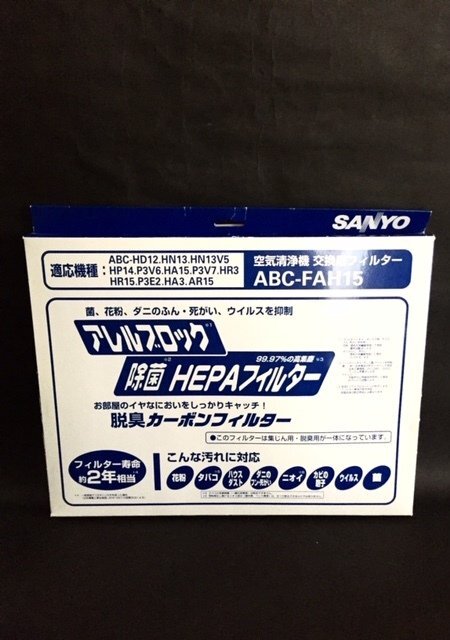 SANYO
適応機種：
ABC-HD12.HN13.HN13V5
HP14.P3V6.HA15.P3V7.HR3
HR15.P3E2.HA3.AR15
空気清浄機 交換用フィルター
ABC-FAH15
菌、花粉、ダニのふん・死がい、ウイルスを抑制
アレルブロック※1
除菌※2 HEPAフィルター
99.97%の高集塵※3
お部屋のイヤなにおいをしっかりキャッチ！
脱臭カーボンフィルター
●このフィルターは集じん用・脱臭用が一体になっています。
フィルター寿命
約2年相当
こんな汚れに対応
花粉 タバコ ハウスダスト ダニのフン・死がい ニオイ カビの胞子 ウイルス 菌